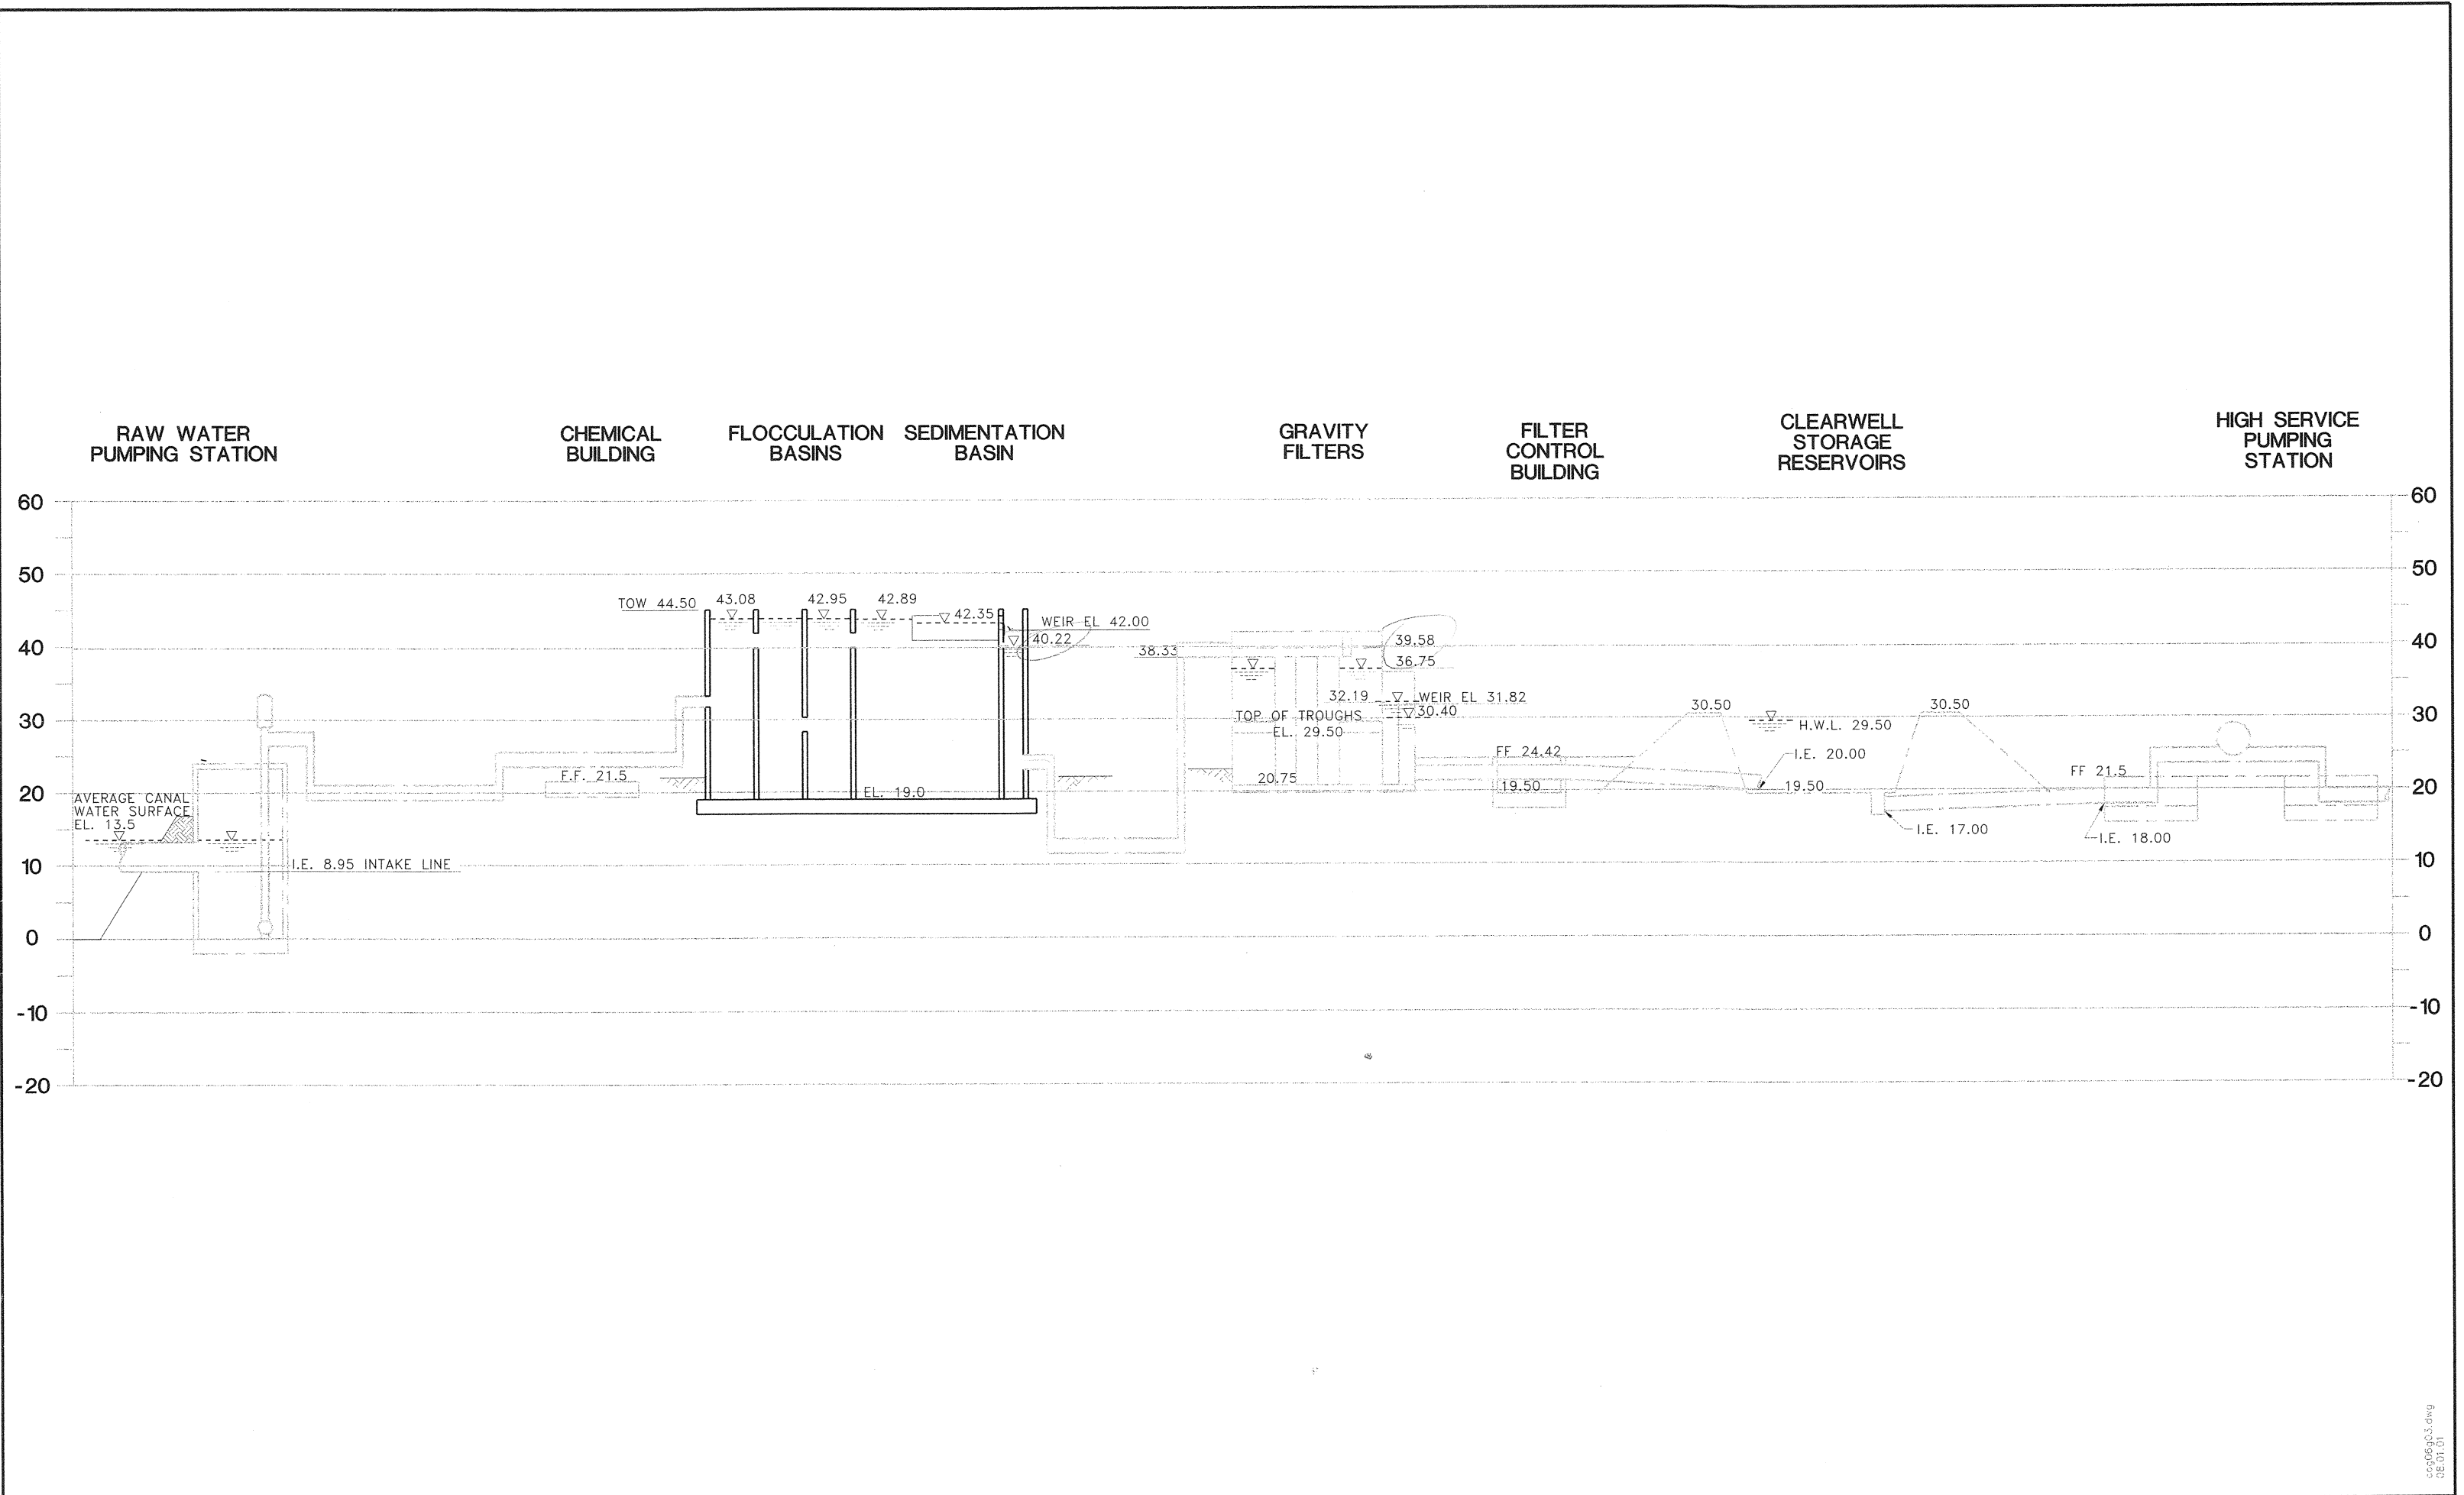 RAW WATER
PUMPING STATION
CHEMICAL
BUILDING
FLOCCULATION
BASINS
SEDIMENTATION
BASIN
GRAVITY
FILTERS
FILTER
CONTROL
BUILDING
CLEARWELL
STORAGE
RESERVOIRS
HIGH SERVICE
PUMPING
STATION
60
60
50
50
40
40
30
30
20
20
10
10
0
0
-10
-10
-20
-20
AVERAGE CANAL
WATER SURFACE
EL. 13.5
I.E. 8.95 INTAKE LINE
F.F. 21.5
TOW 44.50
43.08
42.95
42.89
42.35
WEIR EL 42.00
40.22
EL. 19.0
38.33
39.58
36.75
32.19
WEIR EL 31.82
30.40
TOP OF TROUGHS
EL. 29.50
20.75
FF 24.42
19.50
30.50
30.50
H.W.L. 29.50
I.E. 20.00
19.50
I.E. 17.00
FF 21.5
I.E. 18.00
08.01.01